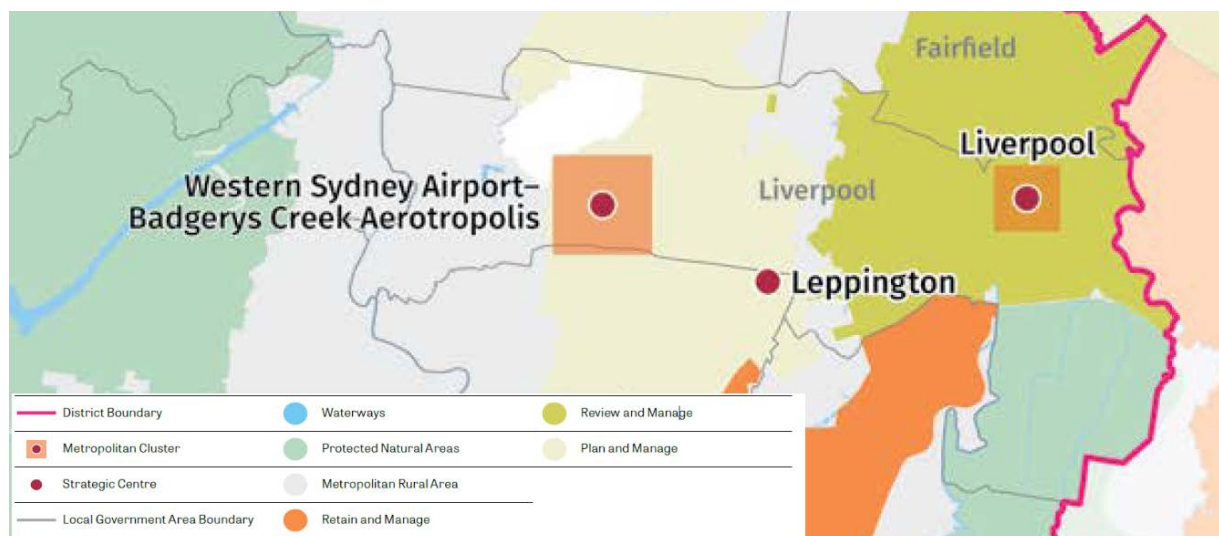 Fairfield
Liverpool
Western Sydney Airport–
Badgerys Creek Aerotropolis
Liverpool
Leppington
District Boundary
Waterways
Review and Manage
Metropolitan Cluster
Protected Natural Areas
Plan and Manage
Strategic Centre
Metropolitan Rural Area
Local Government Area Boundary
Retain and Manage